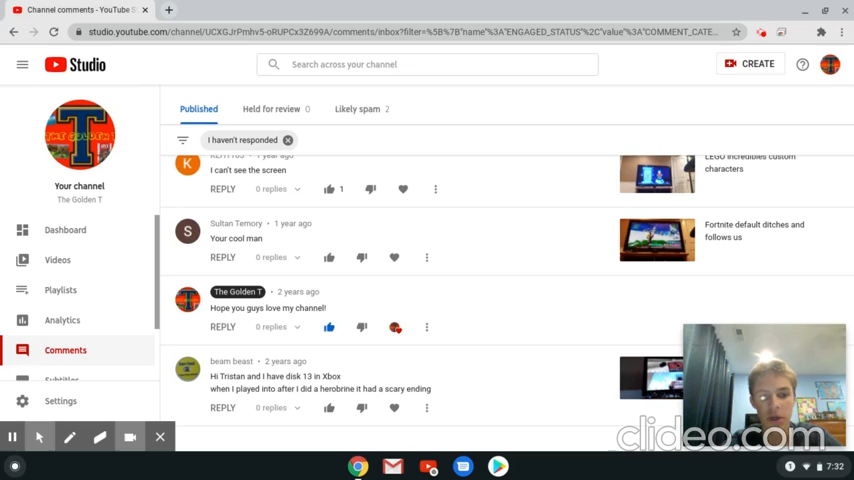 Channel comments - YouTube S
studio.youtube.com/channel/UCXGJrPmhv5-oRUPCx3Z699A/comments/inbox?filter=%5B%7B"name"%3A"ENGAGED_STATUS"%2C"value"%3A"COMMENT_CATE...
Studio
Search across your channel
CREATE
THE GOLDEN T
Your channel
The Golden T
Dashboard
Videos
Playlists
Analytics
Comments
Subtitles
Settings
Published
Held for review 0
Likely spam 2
I haven't responded
K
1 year ago
I can't see the screen
REPLY 0 replies 1
LEGO incredibles custom
characters
S
Sultan Ternory • 1 year ago
Your cool man
REPLY 0 replies
Fortnite default ditches and
follows us
The Golden T • 2 years ago
Hope you guys love my channel!
REPLY 0 replies
beam beast • 2 years ago
Hi Tristan and I have disk 13 in Xbox
when I played into after I did a herobrine it had a scary ending
REPLY 0 replies
clideo.com
1 7:32